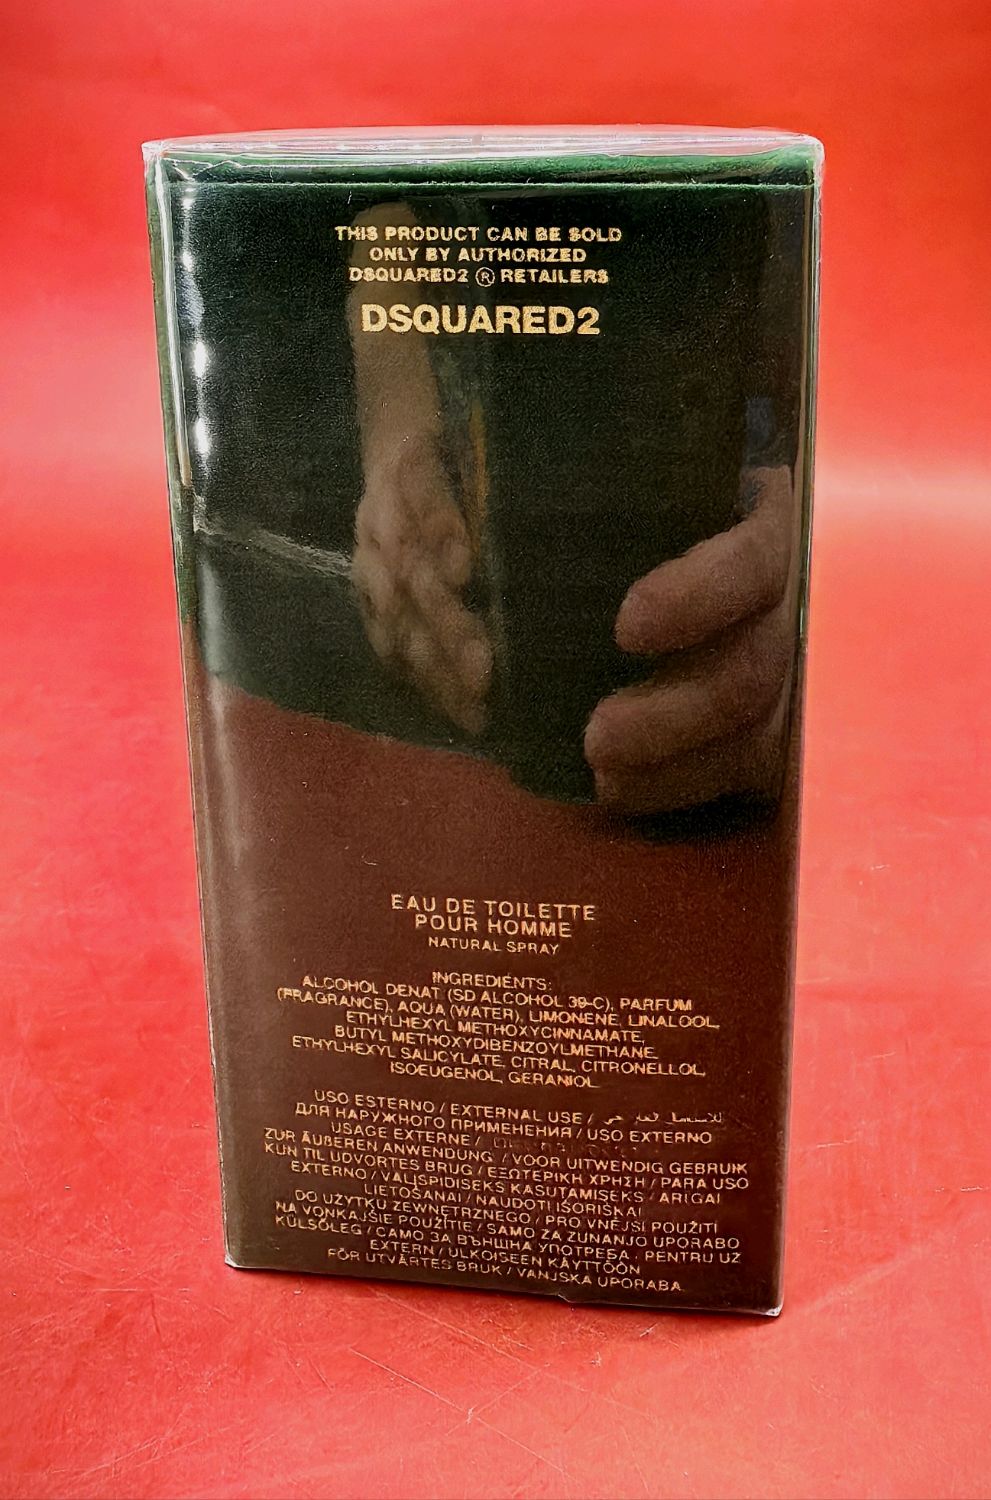 THIS PRODUCT CAN BE SOLD
ONLY BY AUTHORIZED
DSQUARED2 ® RETAILERS
DSQUARED2
EAU DE TOILETTE
POUR HOMME
NATURAL SPRAY
INGREDIENTS:
ALCOHOL DENAT (SD ALCOHOL 39-C), PARFUM
(FRAGRANCE), AQUA (WATER), LIMONENE, LINALOOL,
ETHYLHEXYL METHOXYCINNAMATE,
BUTYL METHOXYDIBENZOYLMETHANE,
ETHYLHEXYL SALICYLATE, CITRAL, CITRONELLOL,
ISOEUGENOL, GERANIOL.
USO ESTERNO / EXTERNAL USE /
ДЛЯ НАРУЖНОГО ПРИМЕНЕНИЯ / USO EXTERNO
USAGE EXTERNE /
ZUR ÄUßEREN ANWENDUNG / VOOR UITWENDIG GEBRUIK
KUN TIL UDVORTES BRUG / ΕΞΩΤΕΡΙΚΗ ΧΡΗΣΗ / PARA USO
EXTERNO / VALISPIDISEKS KASUTAMISEKS / ARIGAI
LIETOŠANAI / NAUDOTI IŠORIŠKAI
DO UŻYTKU ZEWNĘTRZNEGO / PRO VNĚJSI POUŽITI
NA VONKAJŠIE POUŽITIE / SAMO ZA ZUNANJO UPORABO
KÜLSÖLEG / САМО ЗА ВЪНШНА УПОТРЕБА . PENTRU UZ
EXTERN / ULKOISEEN KÄYTTÖÖN
FÖR UTVÄRTES BRUK / VANJSKA UPORABA.